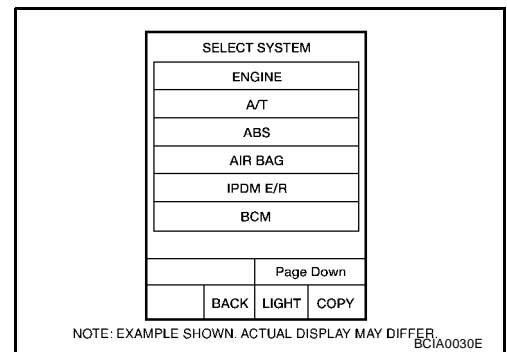 SELECT SYSTEM
ENGINE
A/T
ABS
AIR BAG
IPDM E/R
BCM
Page Down
BACK LIGHT COPY
NOTE: EXAMPLE SHOWN. ACTUAL DISPLAY MAY DIFFER.
BCIA0030E